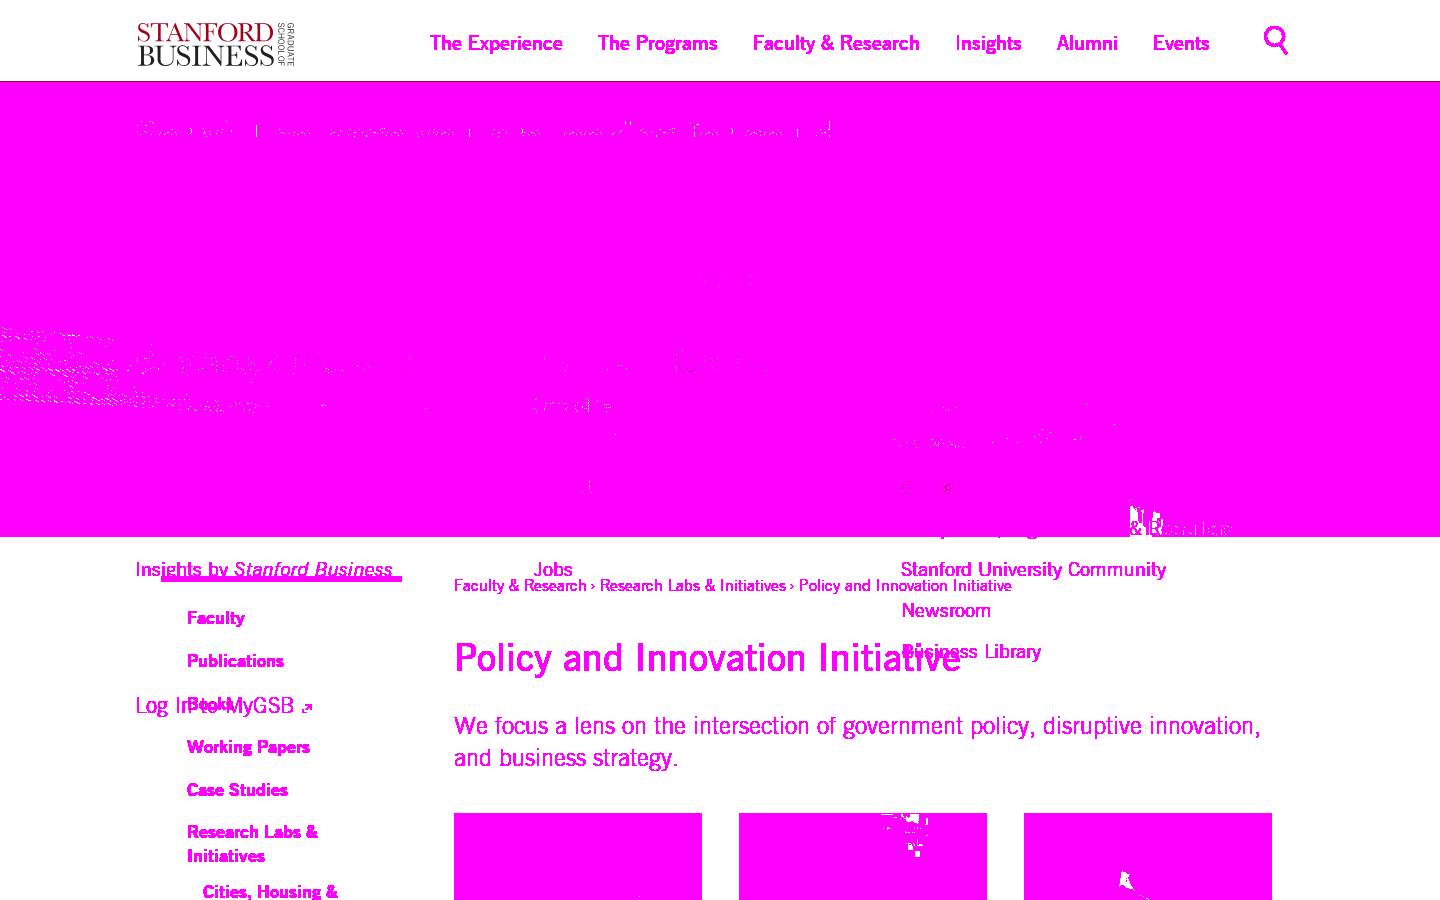 STANFORD
BUSINESS
GRADUATE
SCHOOL OF
The Experience
The Programs
Faculty & Research
Insights
Alumni
Events
Insights by Stanford Business
Jobs
Stanford University Community
Faculty & Research › Research Labs & Initiatives › Policy and Innovation Initiative
Faculty
Newsroom
Publications
Policy and Innovation Initiative
Business Library
Books
Log In to MyGSB
We focus a lens on the intersection of government policy, disruptive innovation,
and business strategy.
Working Papers
Case Studies
Research Labs &
Initiatives
Cities, Housing &